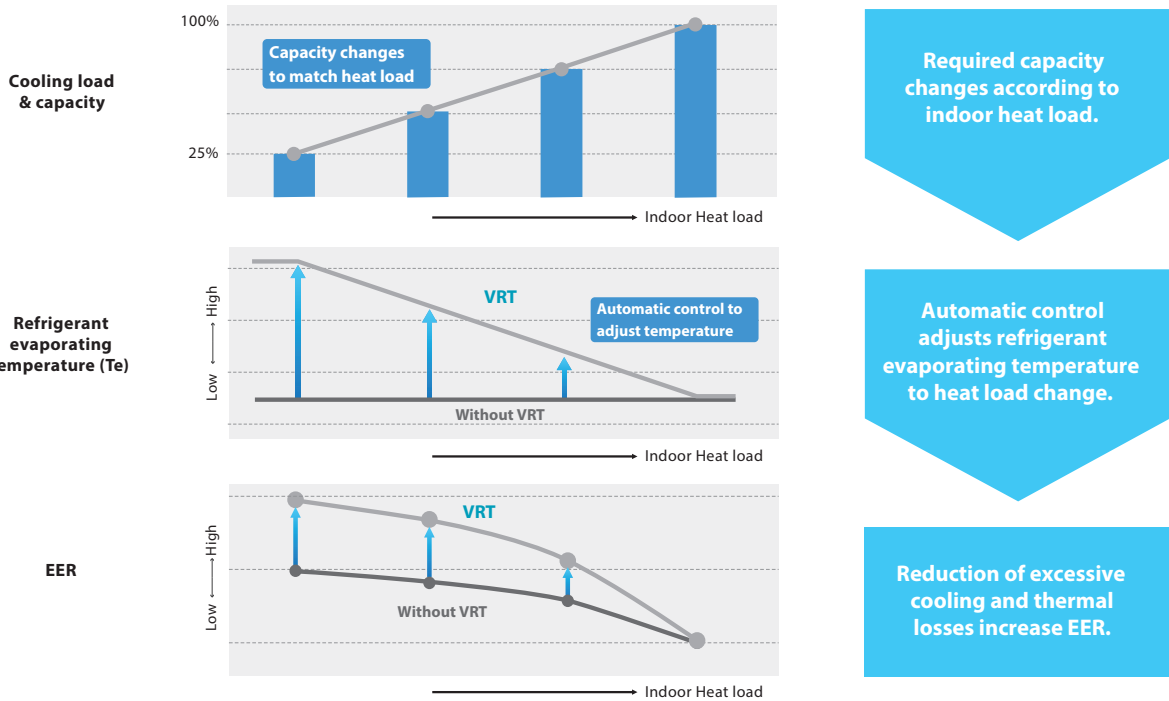 Cooling load
& capacity
100%
25%
Capacity changes
to match heat load
Indoor Heat load
Required capacity
changes according to
indoor heat load.
Refrigerant
evaporating
emperature (Te)
Low
High
VRT
Automatic control to
adjust temperature
Without VRT
Indoor Heat load
Automatic control
adjusts refrigerant
evaporating temperature
to heat load change.
EER
Low
High
VRT
Without VRT
Indoor Heat load
Reduction of excessive
cooling and thermal
losses increase EER.